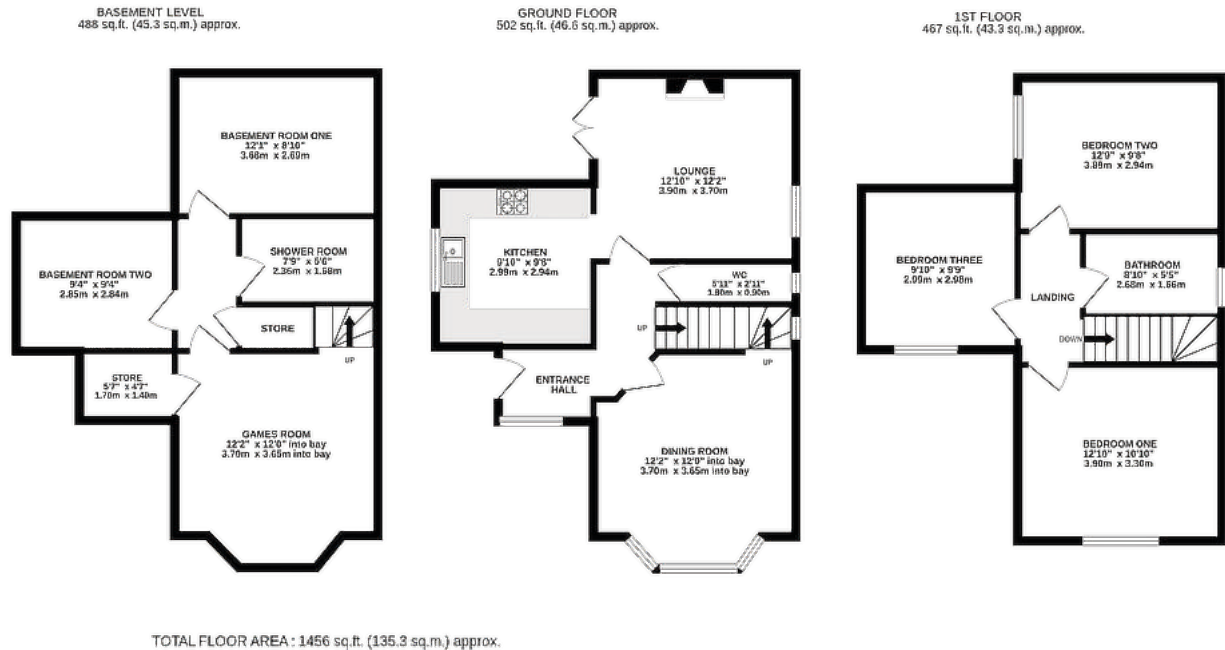 BASEMENT LEVEL
488 sq.ft. (45.3 sq.m.) approx.
BASEMENT ROOM ONE
12'1" x 8'10"
3.68m x 2.69m
SHOWER ROOM
7'9" x 5'6"
2.36m x 1.68m
BASEMENT ROOM TWO
9'4" x 9'4"
2.85m x 2.84m
STORE
UP
STORE
5'7" x 4'7"
1.70m x 1.40m
GAMES ROOM
12'2" x 12'0" into bay
3.70m x 3.65m into bay
GROUND FLOOR
502 sq.ft. (46.6 sq.m.) approx.
LOUNGE
12'10" x 12'2"
3.90m x 3.70m
KITCHEN
9'10" x 9'8"
2.99m x 2.94m
WC
5'11" x 2'11"
1.80m x 0.90m
UP
UP
ENTRANCE
HALL
DINING ROOM
12'2" x 12'0" into bay
3.70m x 3.65m into bay
1ST FLOOR
467 sq.ft. (43.3 sq.m.) approx.
BEDROOM TWO
12'9" x 9'8"
3.89m x 2.94m
BEDROOM THREE
9'10" x 9'9"
2.99m x 2.98m
BATHROOM
8'10" x 5'5"
2.68m x 1.66m
LANDING
DOWN
BEDROOM ONE
12'10" x 10'10"
3.90m x 3.30m
TOTAL FLOOR AREA : 1456 sq.ft. (135.3 sq.m.) approx.